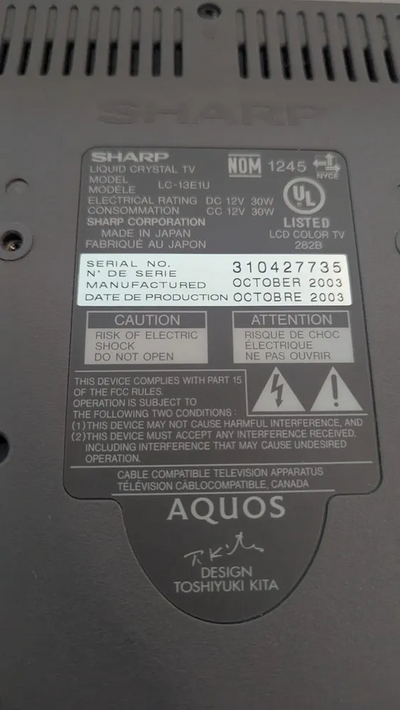 SHARP
SHARP
LIQUID CRYSTAL TV
MODEL
MODELE LC-13E1U
ELECTRICAL RATING DC 12V 30W
CONSOMMATION CC 12V 30W
SHARP CORPORATION
MADE IN JAPAN
FABRIQUÉ AU JAPON
NOM 1245
NYCE
UL
LISTED
LCD COLOR TV
282B
SERIAL NO.
N° DE SERIE 310427735
MANUFACTURED OCTOBER 2003
DATE DE PRODUCTION OCTOBRE 2003
CAUTION
RISK OF ELECTRIC
SHOCK
DO NOT OPEN
ATTENTION
RISQUE DE CHOC
ÉLECTRIQUE
NE PAS OUVRIR
THIS DEVICE COMPLIES WITH PART 15
OF THE FCC RULES.
OPERATION IS SUBJECT TO
THE FOLLOWING TWO CONDITIONS:
(1)THIS DEVICE MAY NOT CAUSE HARMFUL INTERFERENCE, AND
(2)THIS DEVICE MUST ACCEPT ANY INTERFERENCE RECEIVED,
INCLUDING INTERFERENCE THAT MAY CAUSE UNDESIRED
OPERATION.
CABLE COMPATIBLE TELEVISION APPARATUS
TÉLÉVISION CÂBLOCOMPATIBLE, CANADA
AQUOS
T. Kita
DESIGN
TOSHIYUKI KITA